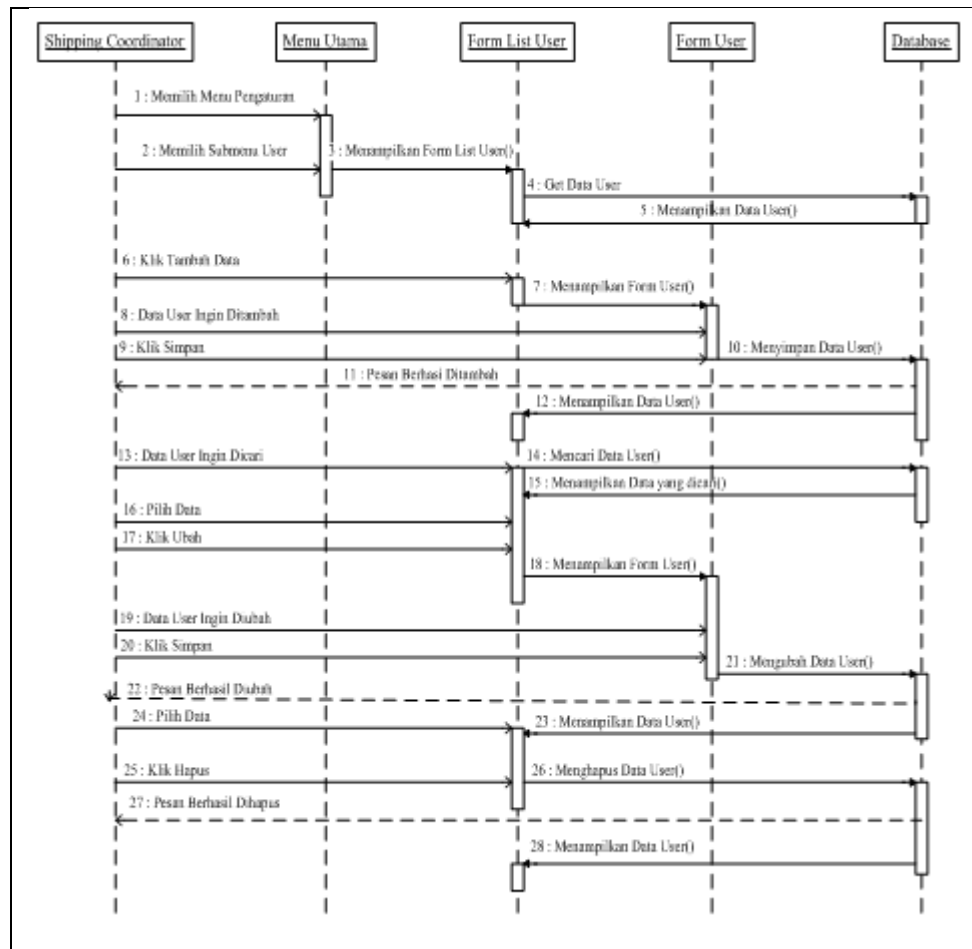 Shipping Coordinator
Menu Utama
Form List User
Form User
Database
1 : Memilih Menu Pengaturan
2 : Memilih Submenu User
3 : Menampilkan Form List User()
4 : Get Data User
5 : Menampilkan Data User()
6 : Klik Tambah Data
7 : Menampilkan Form User()
8 : Data User Ingin Ditambah
9 : Klik Simpan
10 : Menyimpan Data User()
11 : Pesan Berhasi Ditambah
12 : Menampilkan Data User()
13 : Data User Ingin Dicari
14 : Mencari Data User()
15 : Menampilkan Data yang dicari()
16 : Pilih Data
17 : Klik Ubah
18 : Menampilkan Form User()
19 : Data User Ingin Diubah
20 : Klik Simpan
21 : Mengubah Data User()
22 : Pesan Berhasil Diubah
24 : Pilih Data
23 : Menampilkan Data User()
25 : Klik Hapus
26 : Menghapus Data User()
27 : Pesan Berhasil Dihapus
28 : Menampilkan Data User()